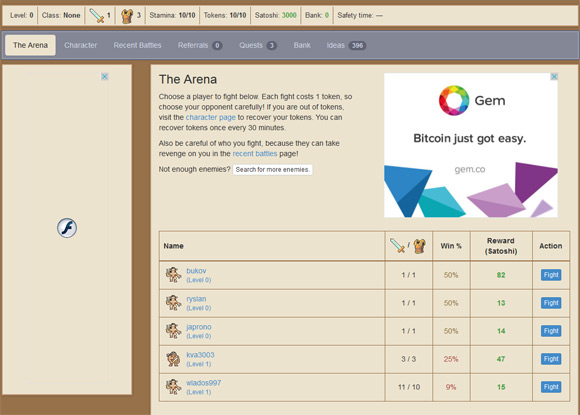 Level: 0 Class: None 1 3 Stamina: 10/10 Tokens: 10/10 Satoshi: 3000 Bank: 0 Safety time: —
The Arena Character Recent Battles Referrals 0 Quests 3 Bank Ideas 396
The Arena
Choose a player to fight below. Each fight costs 1 token, so
choose your opponent carefully! If you are out of tokens,
visit the character page to recover your tokens. You can
recover tokens once every 30 minutes.
Also be careful of who you fight, because they can take
revenge on you in the recent battles page!
Not enough enemies? Search for more enemies.
Gem
Bitcoin just got easy.
gem.co
Name / Win % Reward (Satoshi) Action
bukov
(Level 0)
1 / 1 50% 82 Fight
ryslan
(Level 0)
1 / 1 50% 13 Fight
japrono
(Level 0)
1 / 1 50% 14 Fight
kva3003
(Level 1)
3 / 3 25% 47 Fight
wlados997
(Level 1)
11 / 10 9% 15 Fight